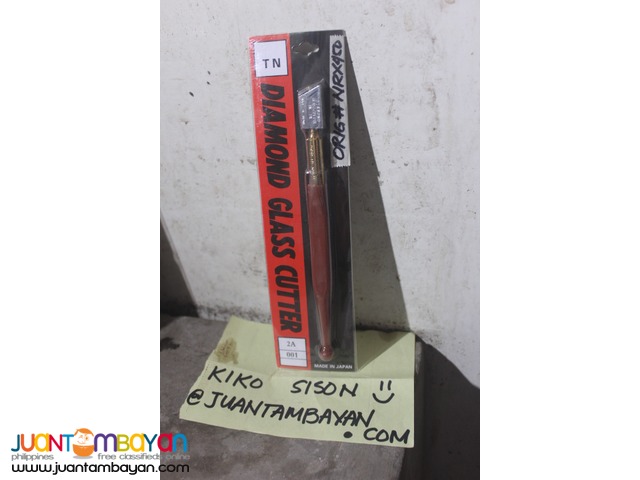 TN
DIAMOND GLASS CUTTER
2A
001
MADE IN JAPAN
KIKO SISON
@JUANTAMBAYAN
.COM
JUANTAMBAYAN
philippines free classifieds online
www.juantambayan.com